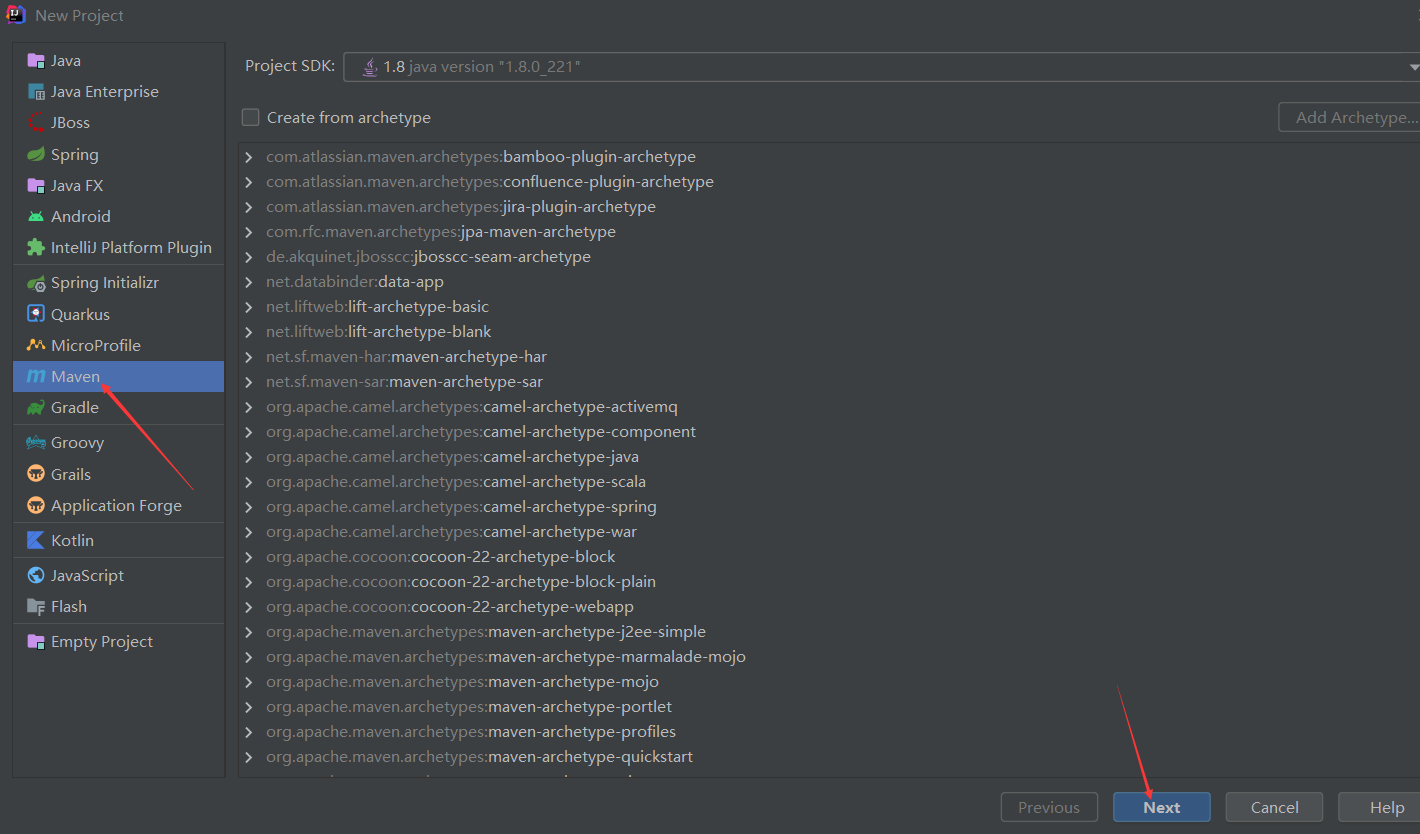 New Project
Java
Java Enterprise
JBoss
Spring
Java FX
Android
IntelliJ Platform Plugin
Spring Initializr
Quarkus
MicroProfile
Maven
Gradle
Groovy
Grails
Application Forge
Kotlin
JavaScript
Flash
Empty Project
Project SDK: 1.8 java version "1.8.0_221"
Create from archetype
Add Archetype...
com.atlassian.maven.archetypes:bamboo-plugin-archetype
com.atlassian.maven.archetypes:confluence-plugin-archetype
com.atlassian.maven.archetypes:jira-plugin-archetype
com.rfc.maven.archetypes:jpa-maven-archetype
de.akquinet.jbosscc:jbosscc-seam-archetype
net.databinder:data-app
net.liftweb:lift-archetype-basic
net.liftweb:lift-archetype-blank
net.sf.maven-har:maven-archetype-har
net.sf.maven-sar:maven-archetype-sar
org.apache.camel.archetypes:camel-archetype-activemq
org.apache.camel.archetypes:camel-archetype-component
org.apache.camel.archetypes:camel-archetype-java
org.apache.camel.archetypes:camel-archetype-scala
org.apache.camel.archetypes:camel-archetype-spring
org.apache.camel.archetypes:camel-archetype-war
org.apache.cocoon:cocoon-22-archetype-block
org.apache.cocoon:cocoon-22-archetype-block-plain
org.apache.cocoon:cocoon-22-archetype-webapp
org.apache.maven.archetypes:maven-archetype-j2ee-simple
org.apache.maven.archetypes:maven-archetype-marmalade-mojo
org.apache.maven.archetypes:maven-archetype-mojo
org.apache.maven.archetypes:maven-archetype-portlet
org.apache.maven.archetypes:maven-archetype-profiles
org.apache.maven.archetypes:maven-archetype-quickstart
Previous
Next
Cancel
Help